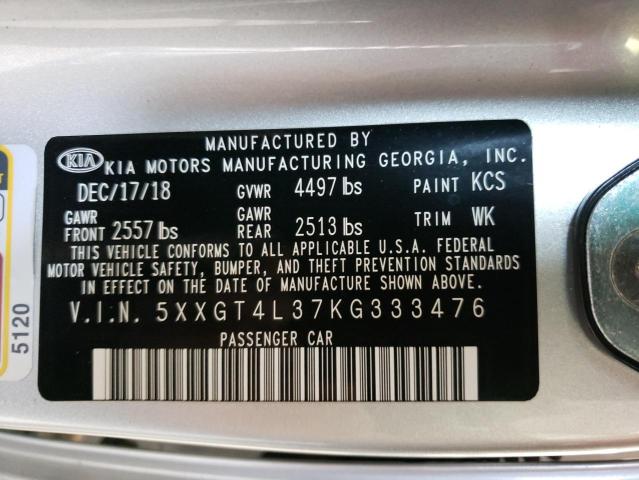 MANUFACTURED BY
KIA KIA MOTORS MANUFACTURING GEORGIA, INC.
DEC/17/18 GVWR 4497 lbs PAINT KCS
GAWR FRONT 2557 lbs GAWR REAR 2513 lbs TRIM WK
THIS VEHICLE CONFORMS TO ALL APPLICABLE U.S.A. FEDERAL
MOTOR VEHICLE SAFETY, BUMPER, AND THEFT PREVENTION STANDARDS
IN EFFECT ON THE DATE OF MANUFACTURE SHOWN ABOVE.
V.I.N. 5XXGT4L37KG333476
PASSENGER CAR
5120